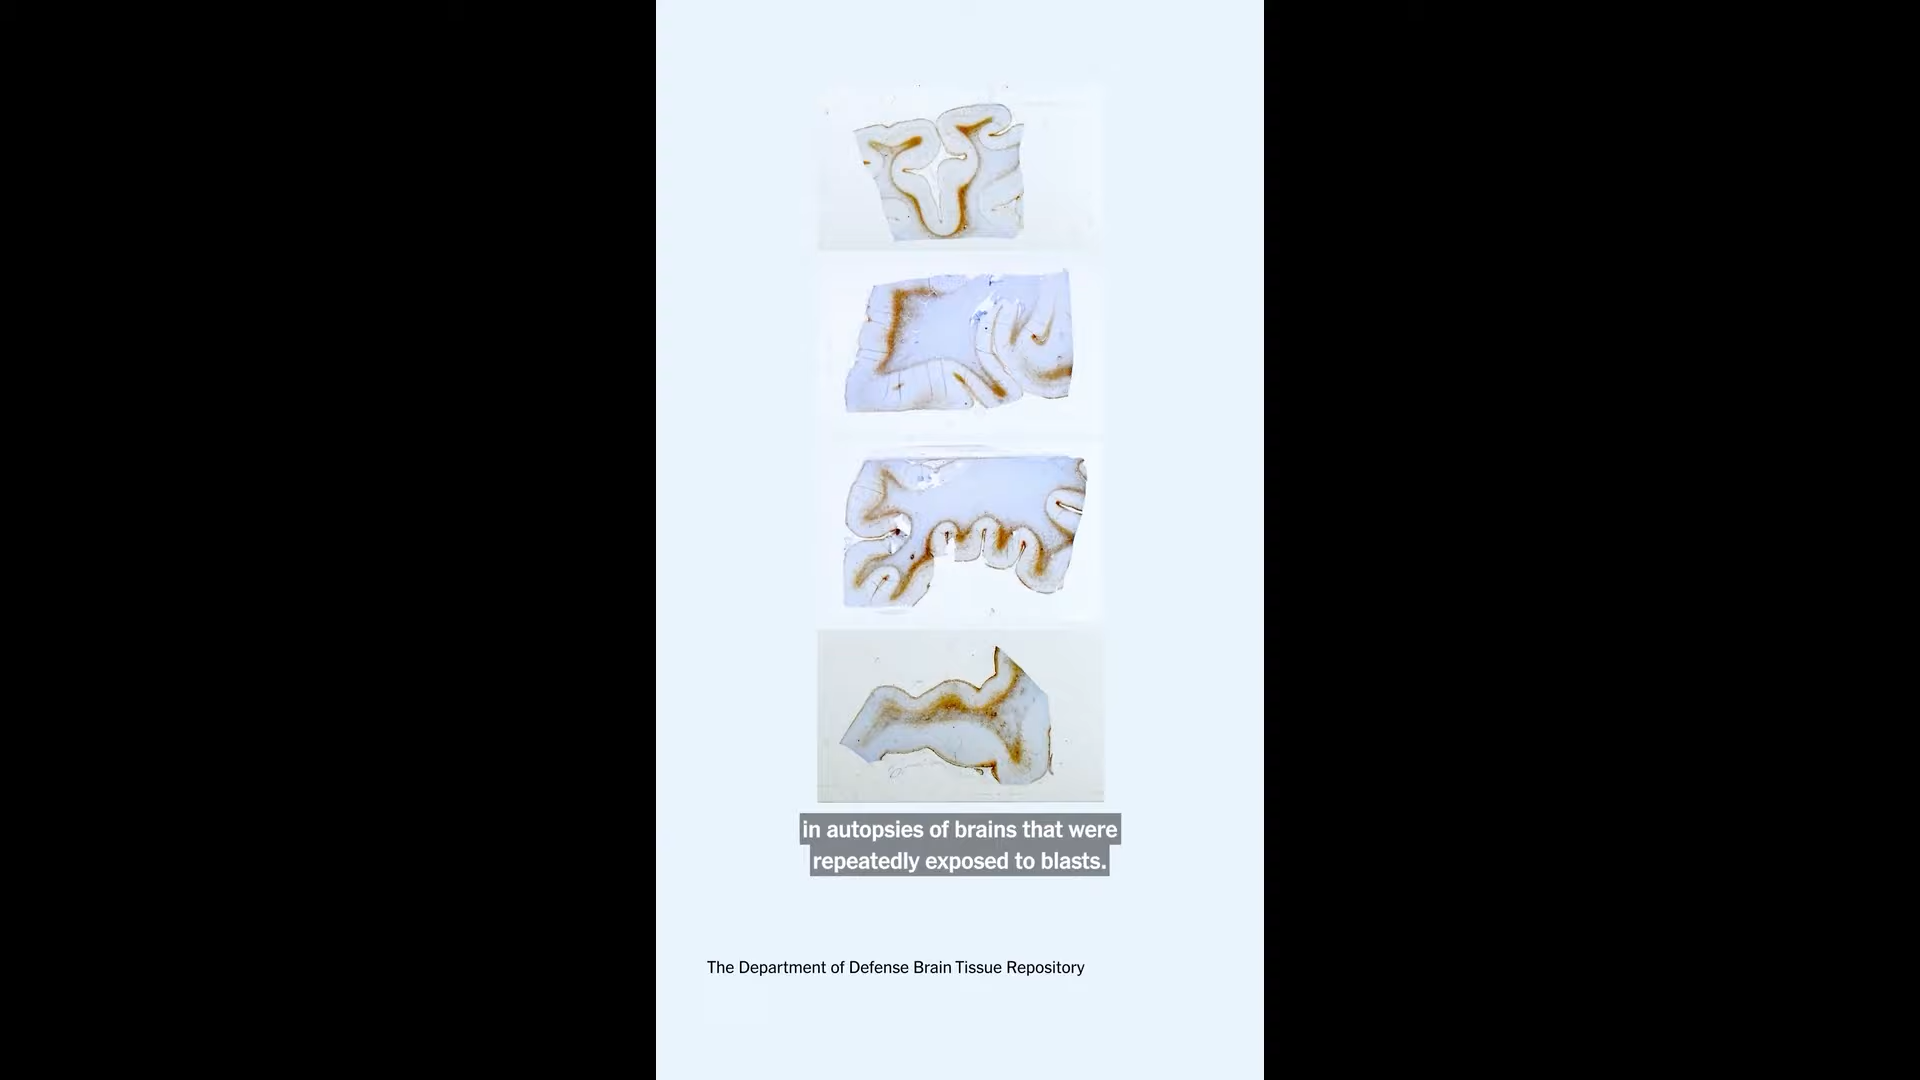 in autopsies of brains that were
repeatedly exposed to blasts.
The Department of Defense Brain Tissue Repository